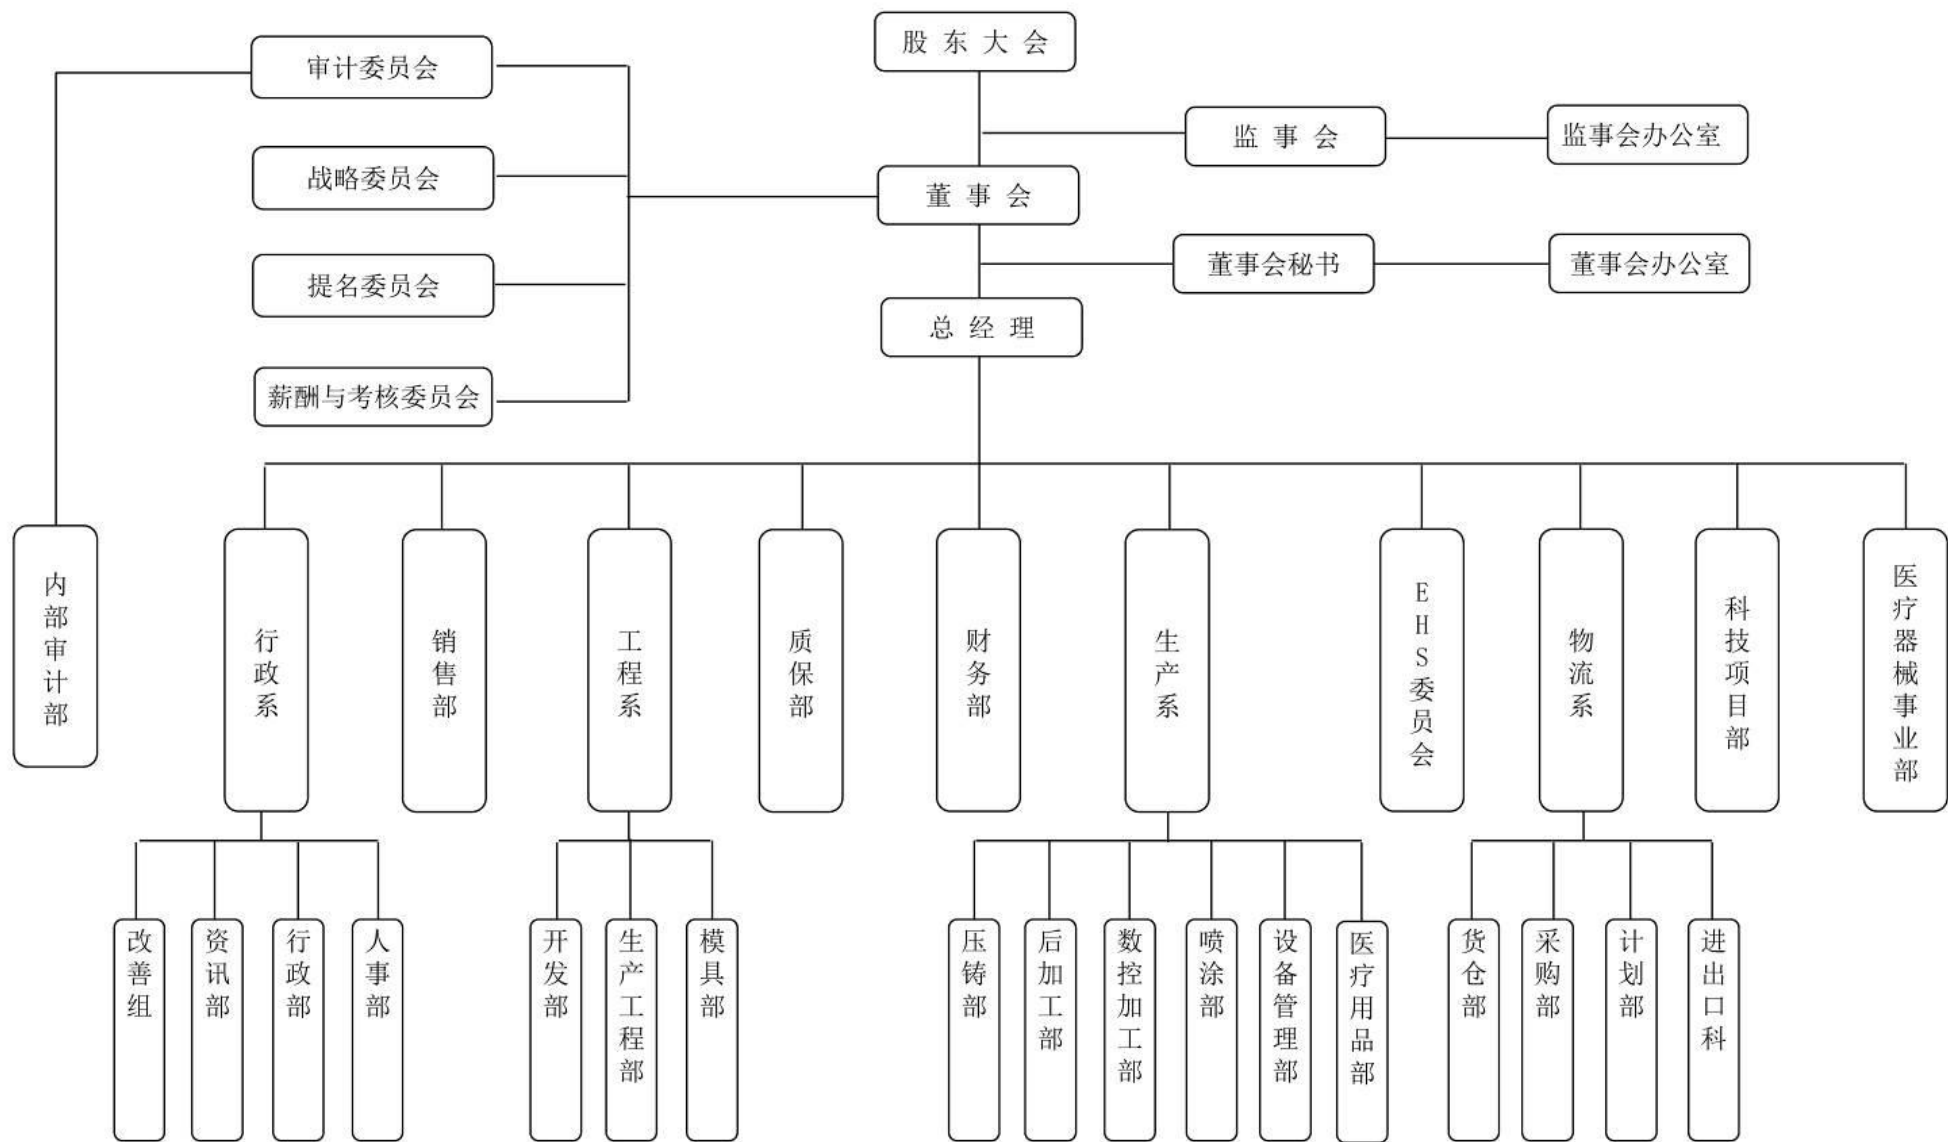 股东大会
审计委员会
监事会
监事会办公室
战略委员会
董事会
董事会秘书
董事会办公室
提名委员会
总经理
薪酬与考核委员会
内部审计部
行政系
销售部
工程系
质保部
财务部
生产系
EHS委员会
物流系
科技项目部
医疗器械事业部
改善组
资讯部
行政部
人事部
开发部
生产工程部
模具部
压铸部
后加工部
数控加工部
喷涂部
设备管理部
医疗用品部
货仓部
采购部
计划部
进出口科